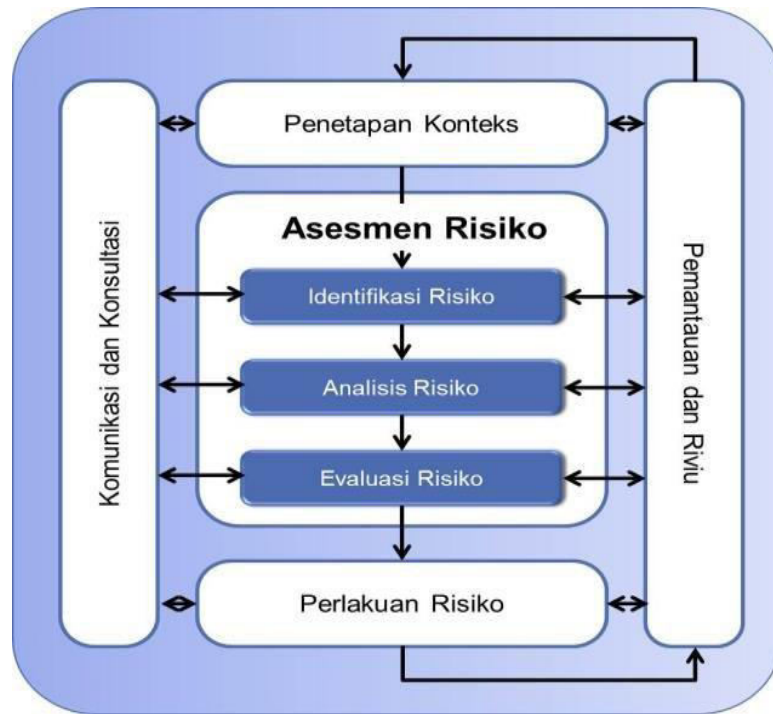 Penetapan Konteks
Komunikasi dan Konsultasi
Asesmen Risiko
Identifikasi Risiko
Analisis Risiko
Evaluasi Risiko
Pemantauan dan Riviu
Perlakuan Risiko